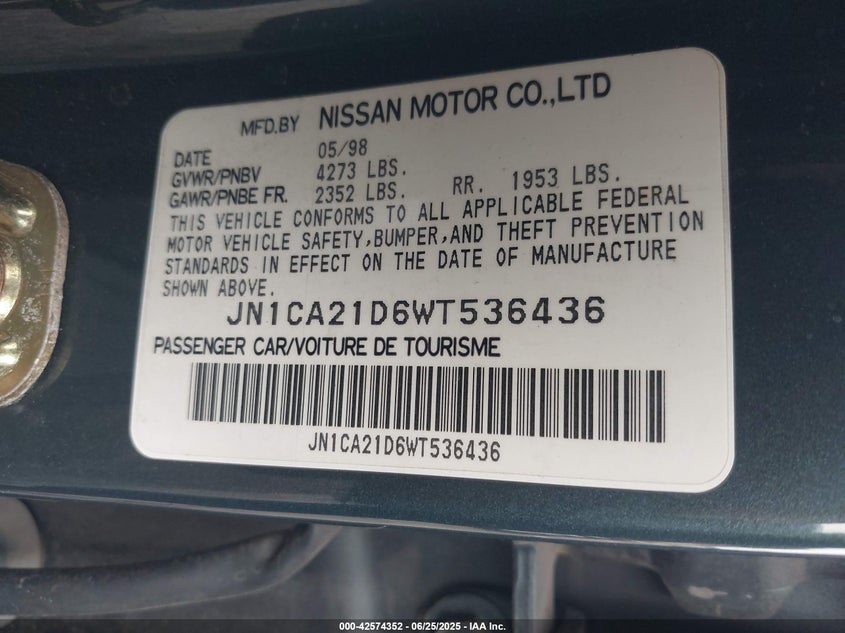 MFD.BY NISSAN MOTOR CO.,LTD
DATE 05/98
GVWR/PNBV 4273 LBS.
GAWR/PNBE FR. 2352 LBS. RR. 1953 LBS.
THIS VEHICLE CONFORMS TO ALL APPLICABLE FEDERAL
MOTOR VEHICLE SAFETY,BUMPER,AND THEFT PREVENTION
STANDARDS IN EFFECT ON THE DATE OF MANUFACTURE
SHOWN ABOVE.
JN1CA21D6WT536436
PASSENGER CAR/VOITURE DE TOURISME
JN1CA21D6WT536436
000-42574352 | 06/25/2025 - IAA Inc.